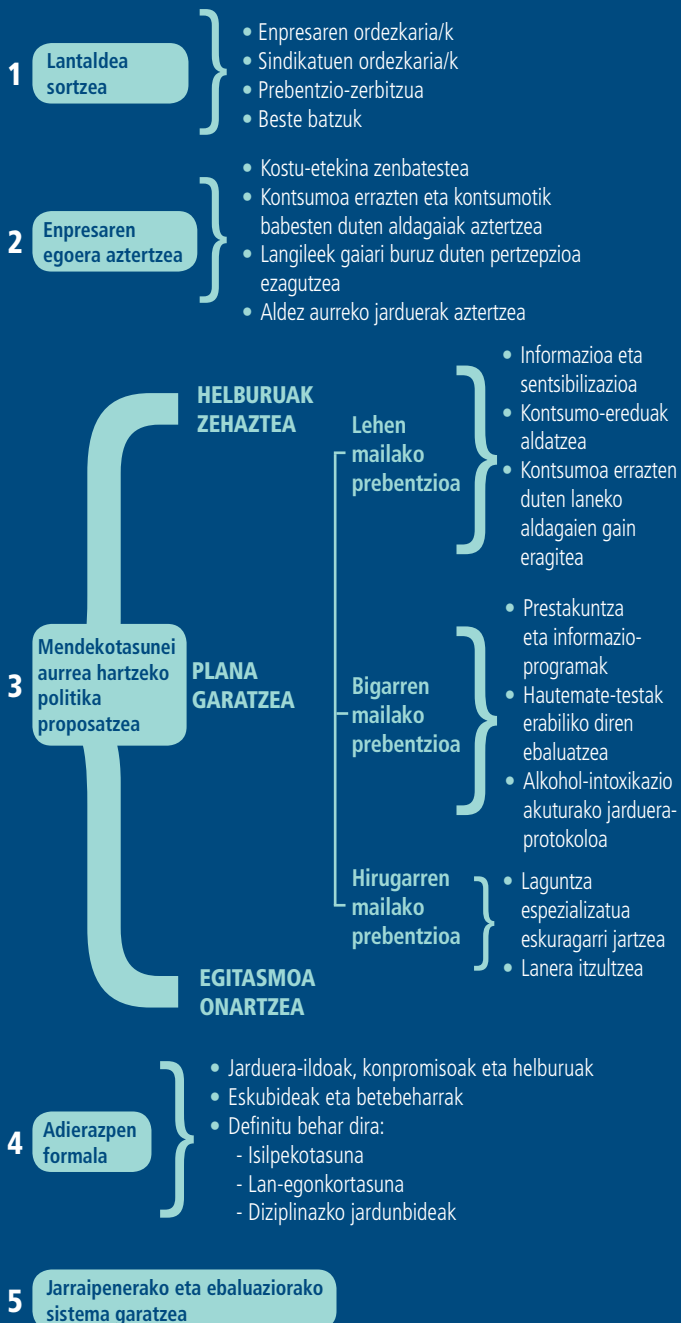 1
Lantaldea
sortzea
• Enpresaren ordezkaria/k
• Sindikatuen ordezkaria/k
• Prebentzio-zerbitzua
• Beste batzuk
2
Enpresaren
egoera aztertzea
• Kostu-etekina zenbatestea
• Kontsumoa errazten eta kontsumotik
babesten duten aldagaiak aztertzea
• Langileek gaiari buruz duten pertzepzioa
ezagutzea
• Aldez aurreko jarduerak aztertzea
3
Mendekotasunei
aurrea hartzeko
politika
proposatzea
HELBURUAK
ZEHAZTEA
PLANA
GARATZEA
Lehen
mailako
prebentzioa
• Informazioa eta
sentsibilizazioa
• Kontsumo-ereduak
aldatzea
• Kontsumoa errazten
duten laneko
aldagaien gain
eragitea
Bigarren
mailako
prebentzioa
• Prestakuntza
eta informazio-
programak
• Hautemate-testak
erabiliko diren
ebaluatzea
• Alkohol-intoxikazio
akuturako jarduera-
protokoloa
Hirugarren
mailako
prebentzioa
• Laguntza
espezializatua
eskuragarri jartzea
• Lanera itzultzea
EGITASMOA
ONARTZEA
4
Adierazpen
formala
• Jarduera-ildoak, konpromisoak eta helburuak
• Eskubideak eta betebeharrak
• Definitu behar dira:
- Isilpekotasuna
- Lan-egonkortasuna
- Diziplinazko jardunbideak
5
Jarraipenerako eta ebaluaziorako
sistema garatzea